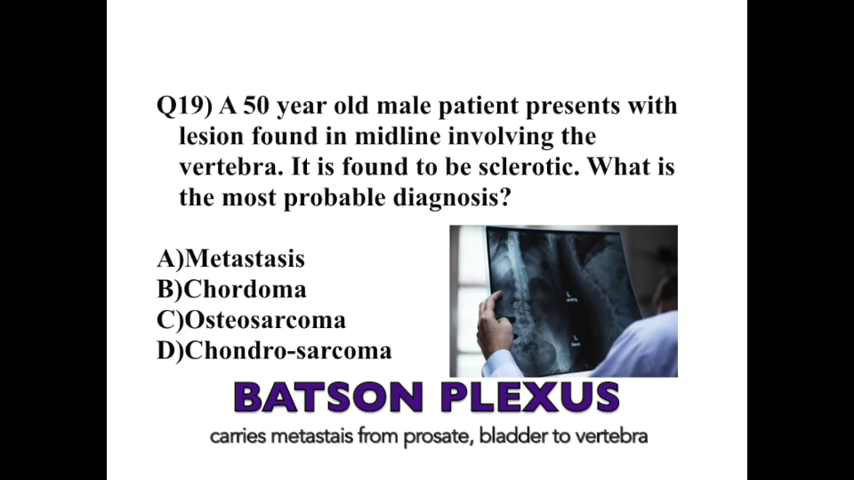 Q19) A 50 year old male patient presents with
lesion found in midline involving the
vertebra. It is found to be sclerotic. What is
the most probable diagnosis?
A)Metastasis
B)Chordoma
C)Osteosarcoma
D)Chondro-sarcoma
BATSON PLEXUS
carries metastais from prosate, bladder to vertebra